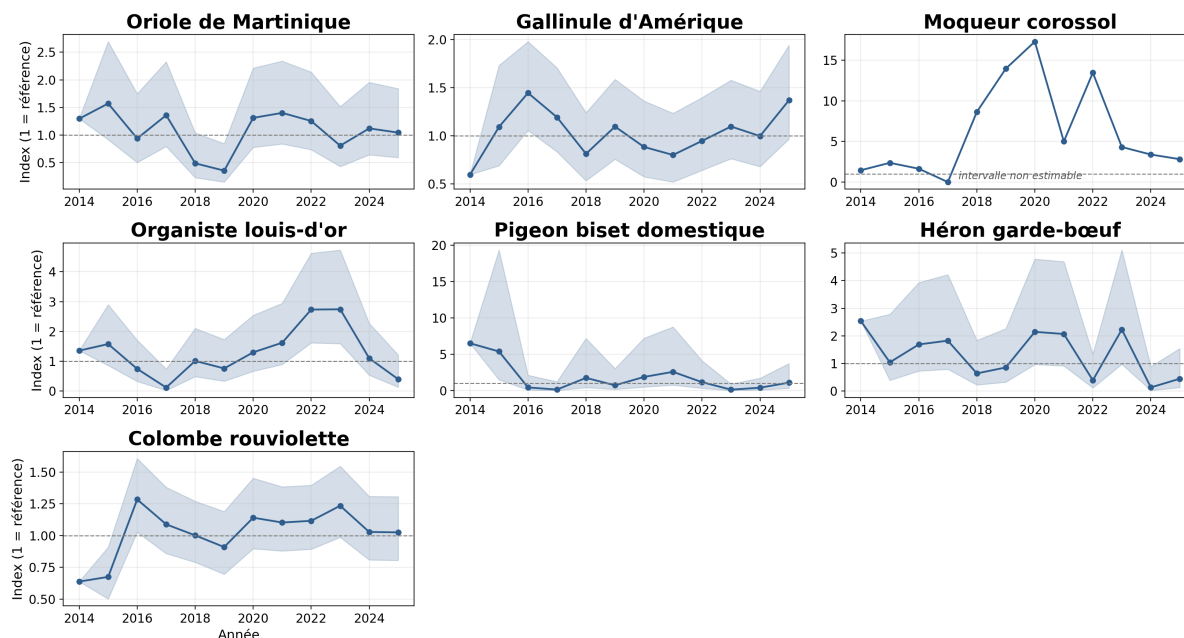 Oriole de Martinique
Gallinule d'Amérique
Moqueur corossol
Index (1 = référence)
2.5
2.0
1.5
1.0
0.5
2014 2016 2018 2020 2022 2024
2.0
1.5
1.0
0.5
2014 2016 2018 2020 2022 2024
15
10
5
0
intervalle non estimable
2014 2016 2018 2020 2022 2024
Organiste louis-d'or
Pigeon biset domestique
Héron garde-bœuf
Index (1 = référence)
4
3
2
1
0
2014 2016 2018 2020 2022 2024
20
15
10
5
0
2014 2016 2018 2020 2022 2024
5
4
3
2
1
0
2014 2016 2018 2020 2022 2024
Colombe rouviolette
Index (1 = référence)
1.50
1.25
1.00
0.75
0.50
2014 2016 2018 2020 2022 2024
Année